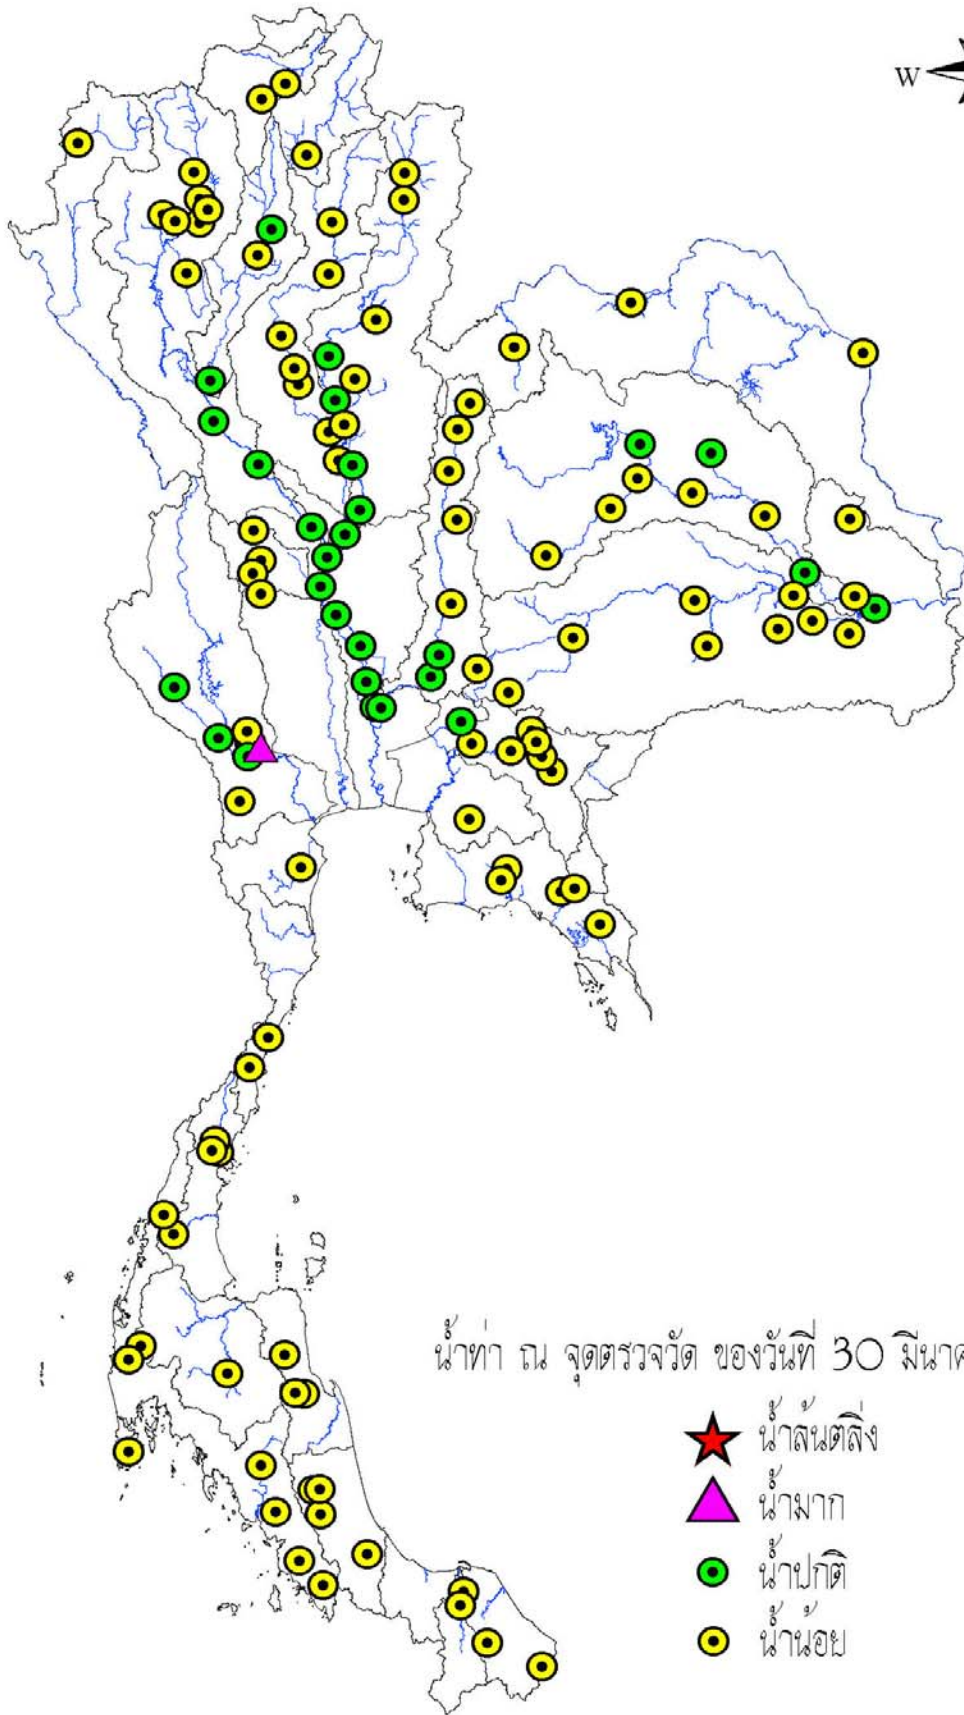 W
น้ำท่า ณ จุดตรวจวัด ของวันที่ 30
น้ำล้นตลิ่ง
น้ำมาก
น้ำปกติ
น้ำน้อย